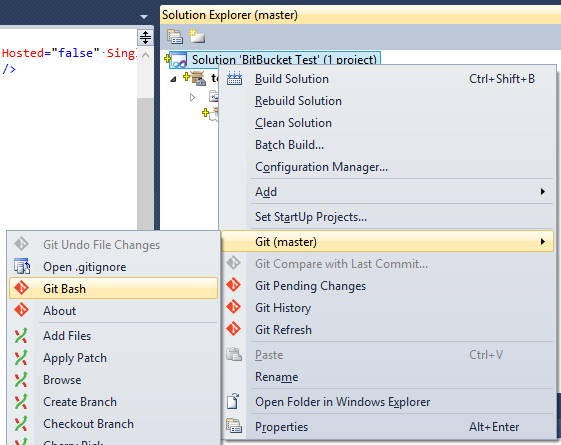 Solution Explorer (master)
Hosted="false" Singl
/>
Solution 'BitBucket Test' (1 project)
Build Solution Ctrl+Shift+B
Rebuild Solution
Clean Solution
Batch Build...
Configuration Manager...
Add
Set StartUp Projects...
Git (master)
Git Compare with Last Commit...
Git Pending Changes
Git History
Git Refresh
Paste Ctrl+V
Rename
Open Folder in Windows Explorer
Properties Alt+Enter
Git Undo File Changes
Open .gitignore
Git Bash
About
Add Files
Apply Patch
Browse
Create Branch
Checkout Branch
Cherry Pick